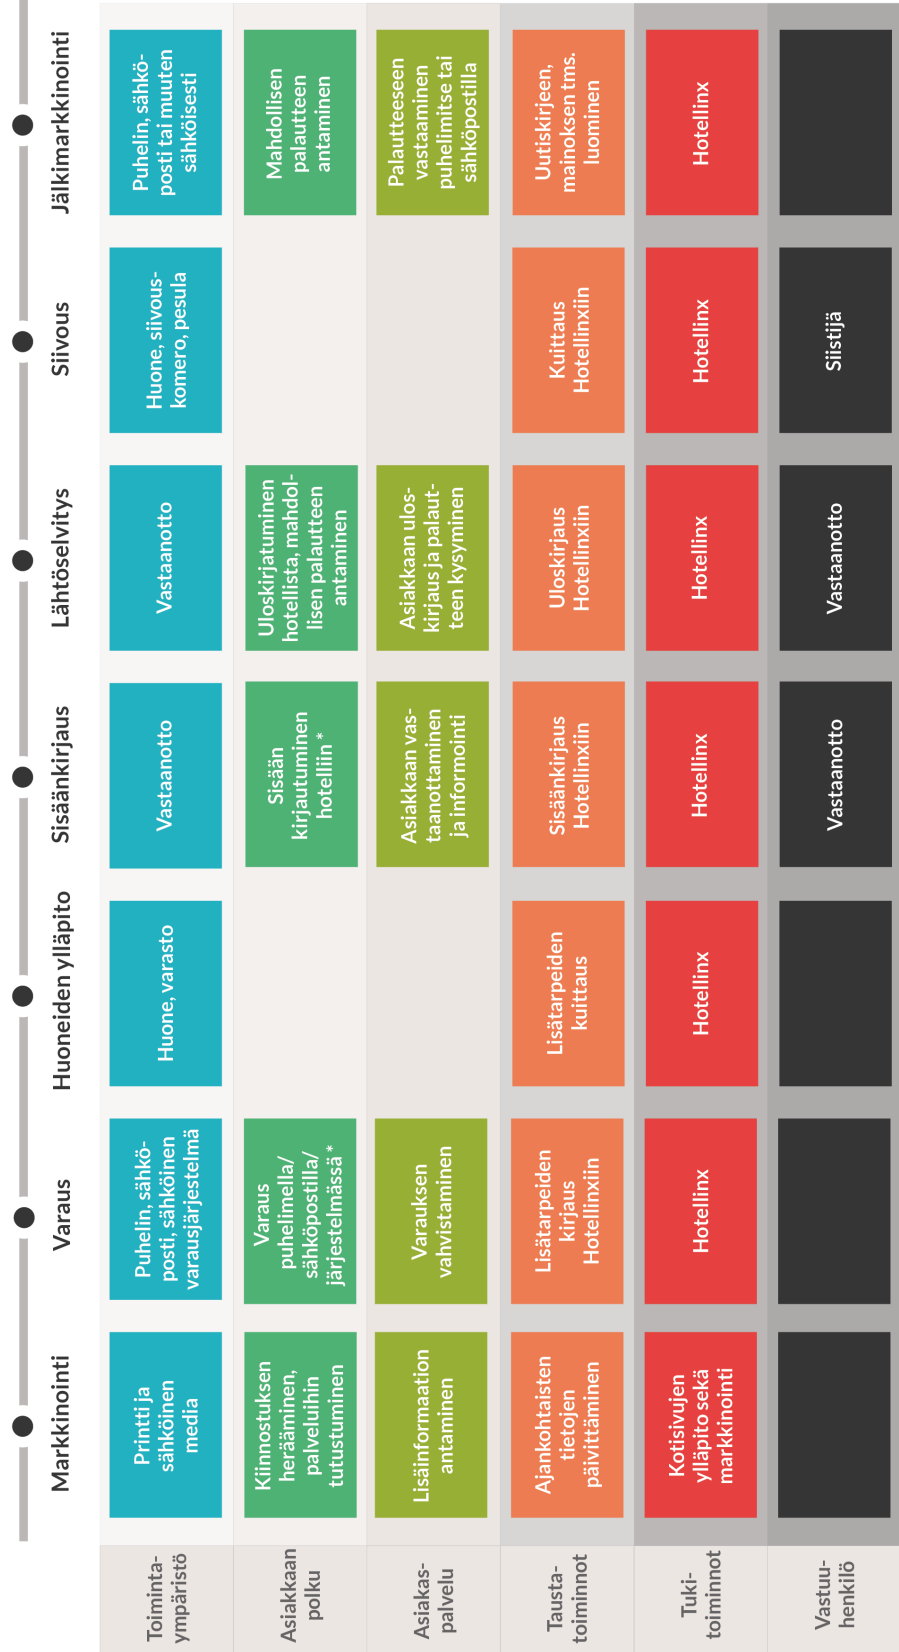 Markkinointi
Varaus
Huoneiden ylläpito
Sisäänkirjaus
Lähtöselvitys
Siivous
Jälkimarkkinointi
Toiminta-
ympäristö
Printti ja
sähköinen
media
Puhelin, sähkö-
posti, sähköinen
varausjärjestelmä
Huone, varasto
Vastaanotto
Vastaanotto
Huone, siivous-
komero, pesula
Puhelin, sähkö-
posti tai muuten
sähköisesti
Asiakkaan
polku
Kiinnostuksen
herääminen,
palveluihin
tutustuminen
Varaus
puhelimella/
sähköpostilla/
järjestelmässä *
Sisään
kirjautuminen
hotelliin *
Uloskirjatuminen
hotellista, mahdol-
lisen palautteen
antaminen
Mahdollisen
palautteen
antaminen
Asiakas-
palvelu
Lisäinformaation
antaminen
Varauksen
vahvistaminen
Asiakkaan vas-
taanottaminen
ja informointi
Asiakkaan ulos-
kirjaus ja palaut-
teen kysyminen
Palautteeseen
vastaaminen
puhelimitse tai
sähköpostilla
Tausta-
toiminnot
Ajankohtaisten
tietojen
päivittäminen
Lisätarpeiden
kirjaus
Hotellinxiin
Lisätarpeiden
kuittaus
Sisäänkirjaus
Hotellinxiin
Uloskirjaus
Hotellinxiin
Kuittaus
Hotellinxiin
Uutiskirjeen,
mainoksen tms.
luominen
Tuki-
toiminnot
Kotisivujen
ylläpito sekä
markkinointi
Hotellinx
Hotellinx
Hotellinx
Hotellinx
Hotellinx
Hotellinx
Vastuu-
henkilö
Vastaanotto
Vastaanotto
Siistijä